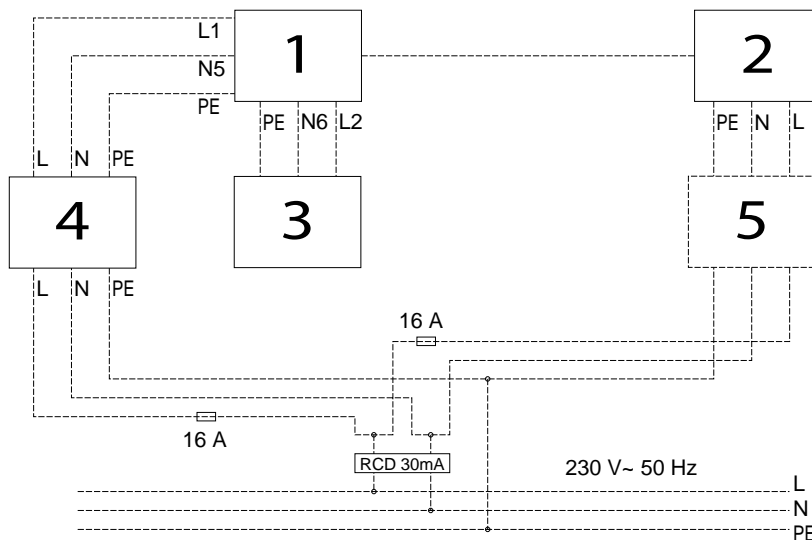 L1
1
2
N5
PE
PE N6 L2
PE N L
L N PE
4
3
5
L N PE
16 A
16 A
RCD 30mA
230 V~ 50 Hz
L
N
PE